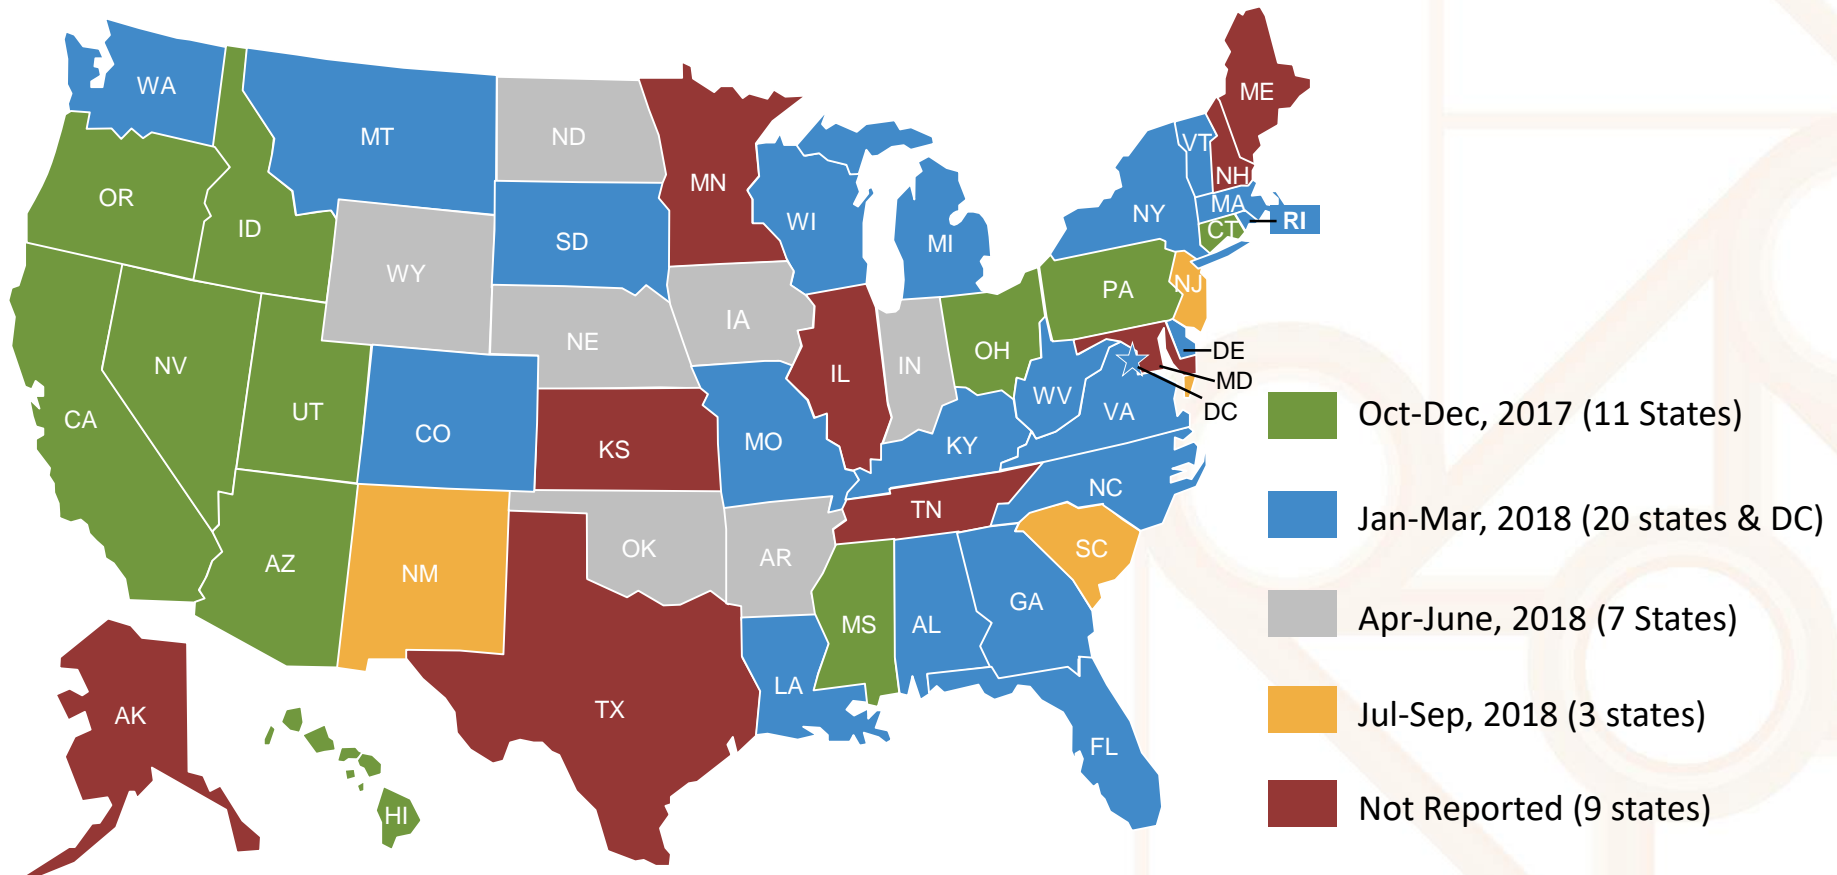 WA
MT
ND
MN
ME
VT
NH
OR
ID
WY
SD
WI
MI
NY
MA
CT
RI
NV
UT
CA
CO
NE
IA
IL
IN
OH
PA
NJ
DE
MD
DC
WV
VA
KS
MO
KY
NC
TN
AZ
NM
OK
AR
SC
MS
AL
GA
TX
LA
FL
AK
HI
Oct-Dec, 2017 (11 States)
Jan-Mar, 2018 (20 states & DC)
Apr-June, 2018 (7 States)
Jul-Sep, 2018 (3 states)
Not Reported (9 states)